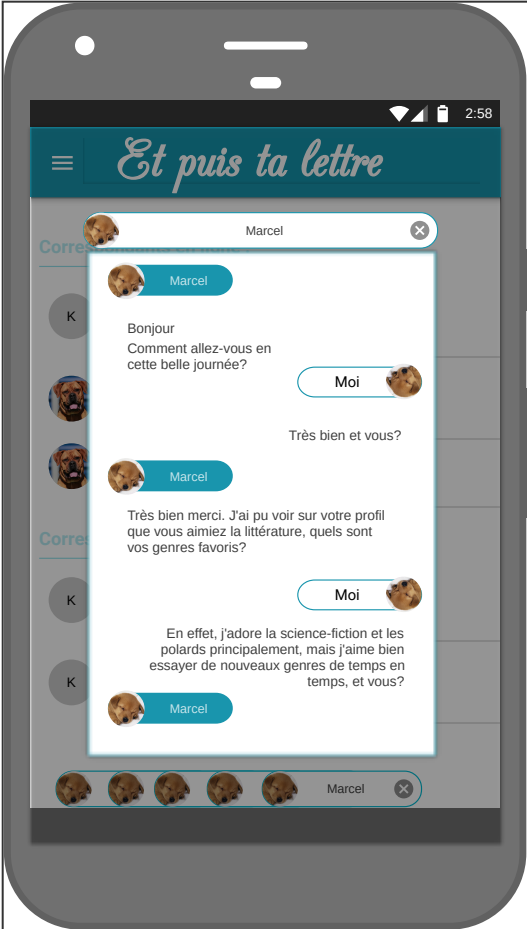 2:58
Et puis ta lettre
Marcel
Marcel
Bonjour
Comment allez-vous en
cette belle journée?
Moi
Très bien et vous?
Marcel
Très bien merci. J'ai pu voir sur votre profil
que vous aimiez la littérature, quels sont
vos genres favoris?
Moi
En effet, j'adore la science-fiction et les
polards principalement, mais j'aime bien
essayer de nouveaux genres de temps en
temps, et vous?
Marcel
K
Corre
K
K
Marcel